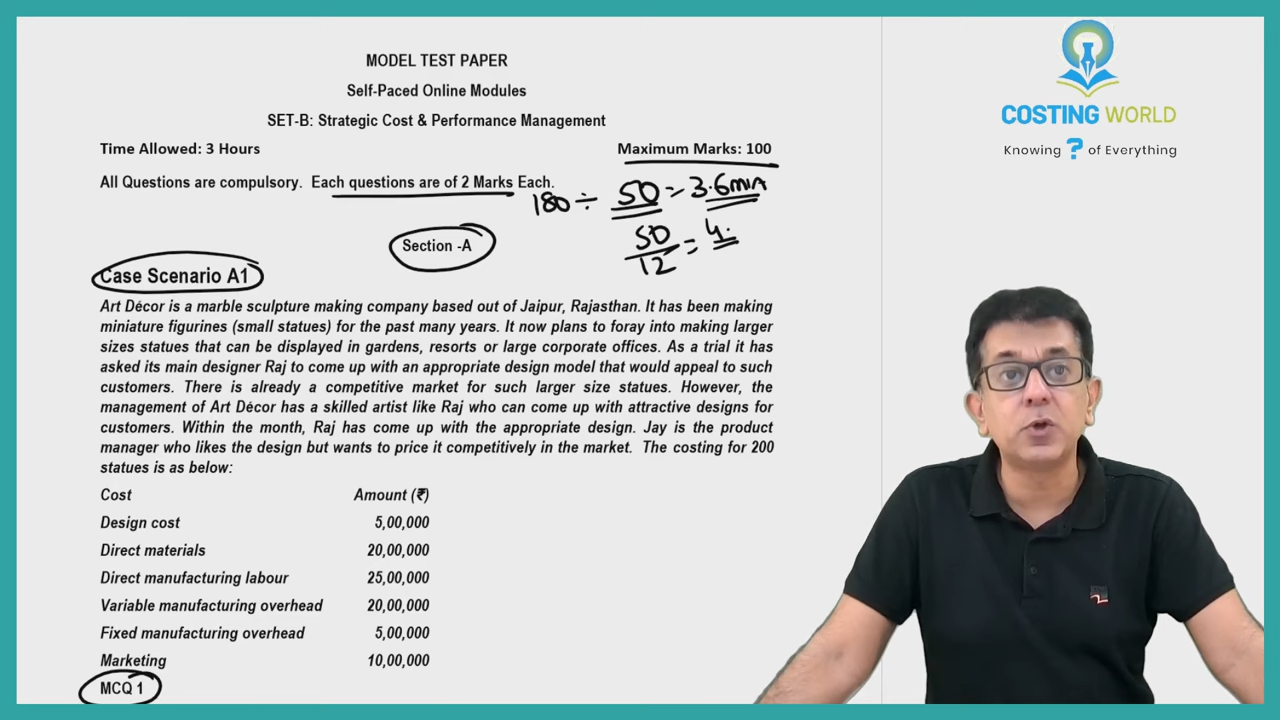 MODEL TEST PAPER
Self-Paced Online Modules
SET-B: Strategic Cost & Performance Management
Time Allowed: 3 Hours Maximum Marks: 100
All Questions are compulsory. Each questions are of 2 Marks Each.
180 ÷ 50 = 3.6min
50/12 = 4.
Section -A
Case Scenario A1
Art Décor is a marble sculpture making company based out of Jaipur, Rajasthan. It has been making
miniature figurines (small statues) for the past many years. It now plans to foray into making larger
sizes statues that can be displayed in gardens, resorts or large corporate offices. As a trial it has
asked its main designer Raj to come up with an appropriate design model that would appeal to such
customers. There is already a competitive market for such larger size statues. However, the
management of Art Décor has a skilled artist like Raj who can come up with attractive designs for
customers. Within the month, Raj has come up with the appropriate design. Jay is the product
manager who likes the design but wants to price it competitively in the market. The costing for 200
statues is as below:
Cost Amount (₹)
Design cost 5,00,000
Direct materials 20,00,000
Direct manufacturing labour 25,00,000
Variable manufacturing overhead 20,00,000
Fixed manufacturing overhead 5,00,000
Marketing 10,00,000
MCQ 1
COSTING WORLD
Knowing ? of Everything